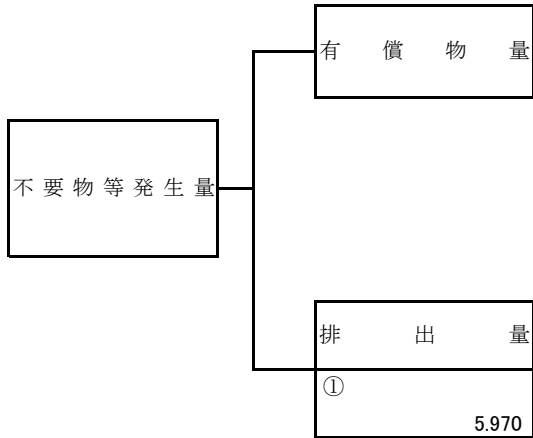 有償物量
不要物等発生量
排出量
①
5.970